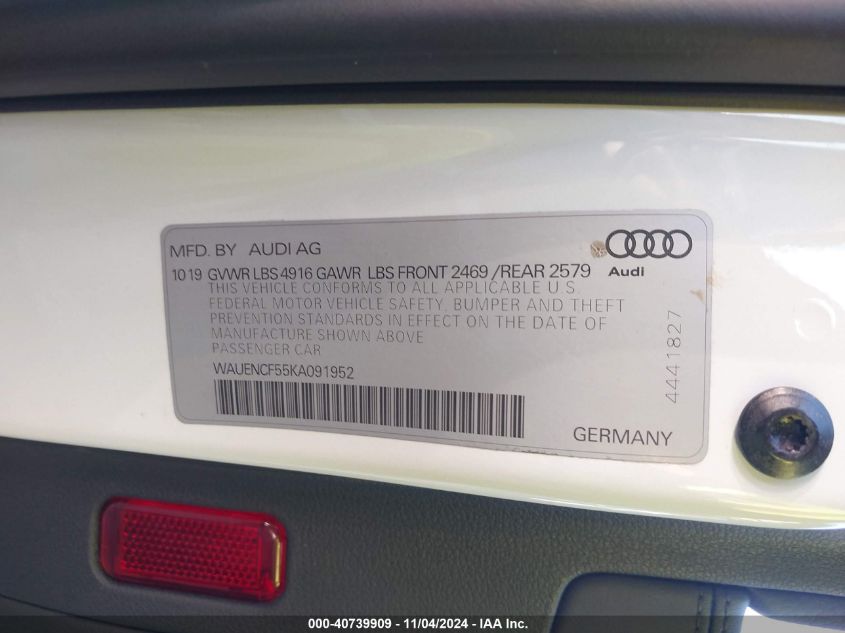 MFD. BY AUDI AG
Audi
10 19 GVWR LBS 4916 GAWR LBS FRONT 2469 /REAR 2579
THIS VEHICLE CONFORMS TO ALL APPLICABLE U.S.
FEDERAL MOTOR VEHICLE SAFETY, BUMPER AND THEFT
PREVENTION STANDARDS IN EFFECT ON THE DATE OF
MANUFACTURE SHOWN ABOVE
PASSENGER CAR
WAUENCF55KA091952
4441827
GERMANY
000-40739909 - 11/04/2024 - IAA Inc.